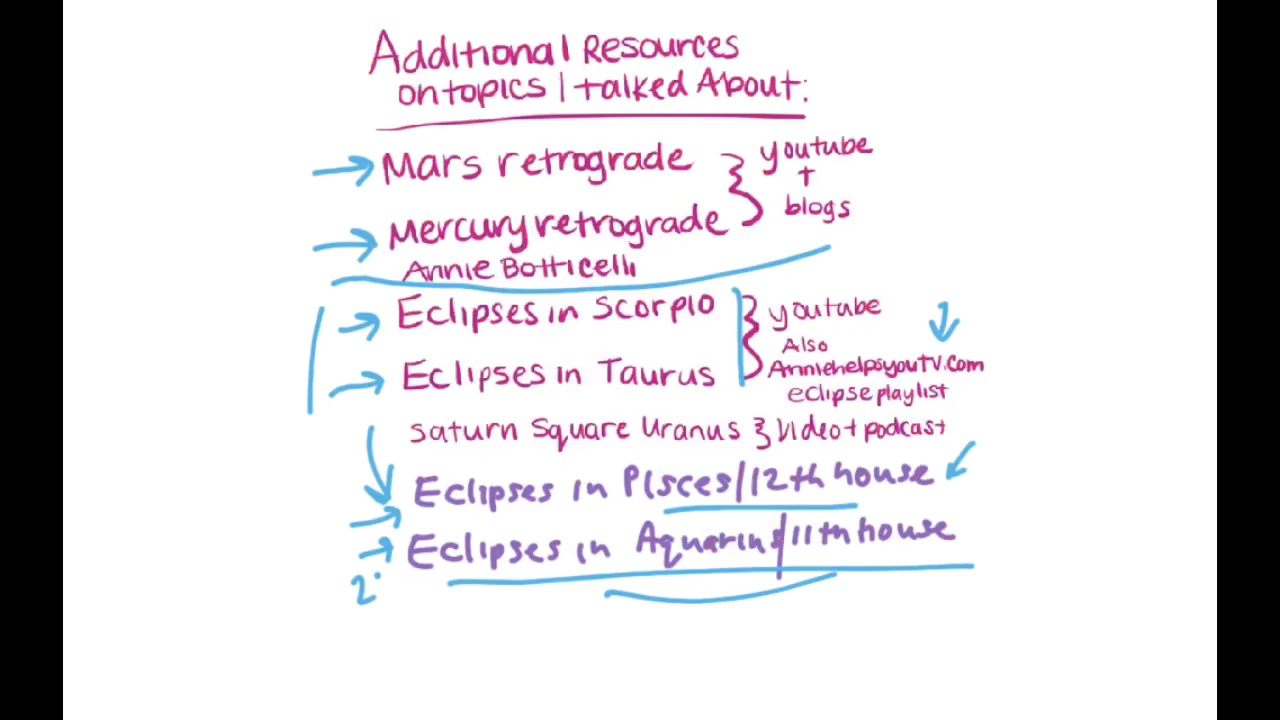 Additional Resources
on topics I talked About:
Mars retrograde } youtube
+
blogs
Mercury retrograde
Annie Botticelli
Eclipses in Scorpio } youtube
Also
Eclipses in Taurus
AnniehelpsyouTV.com
eclipse playlist
Saturn Square Uranus } Video + podcast
Eclipses in Pisces/12th house
Eclipses in Aquarius/11th house
2